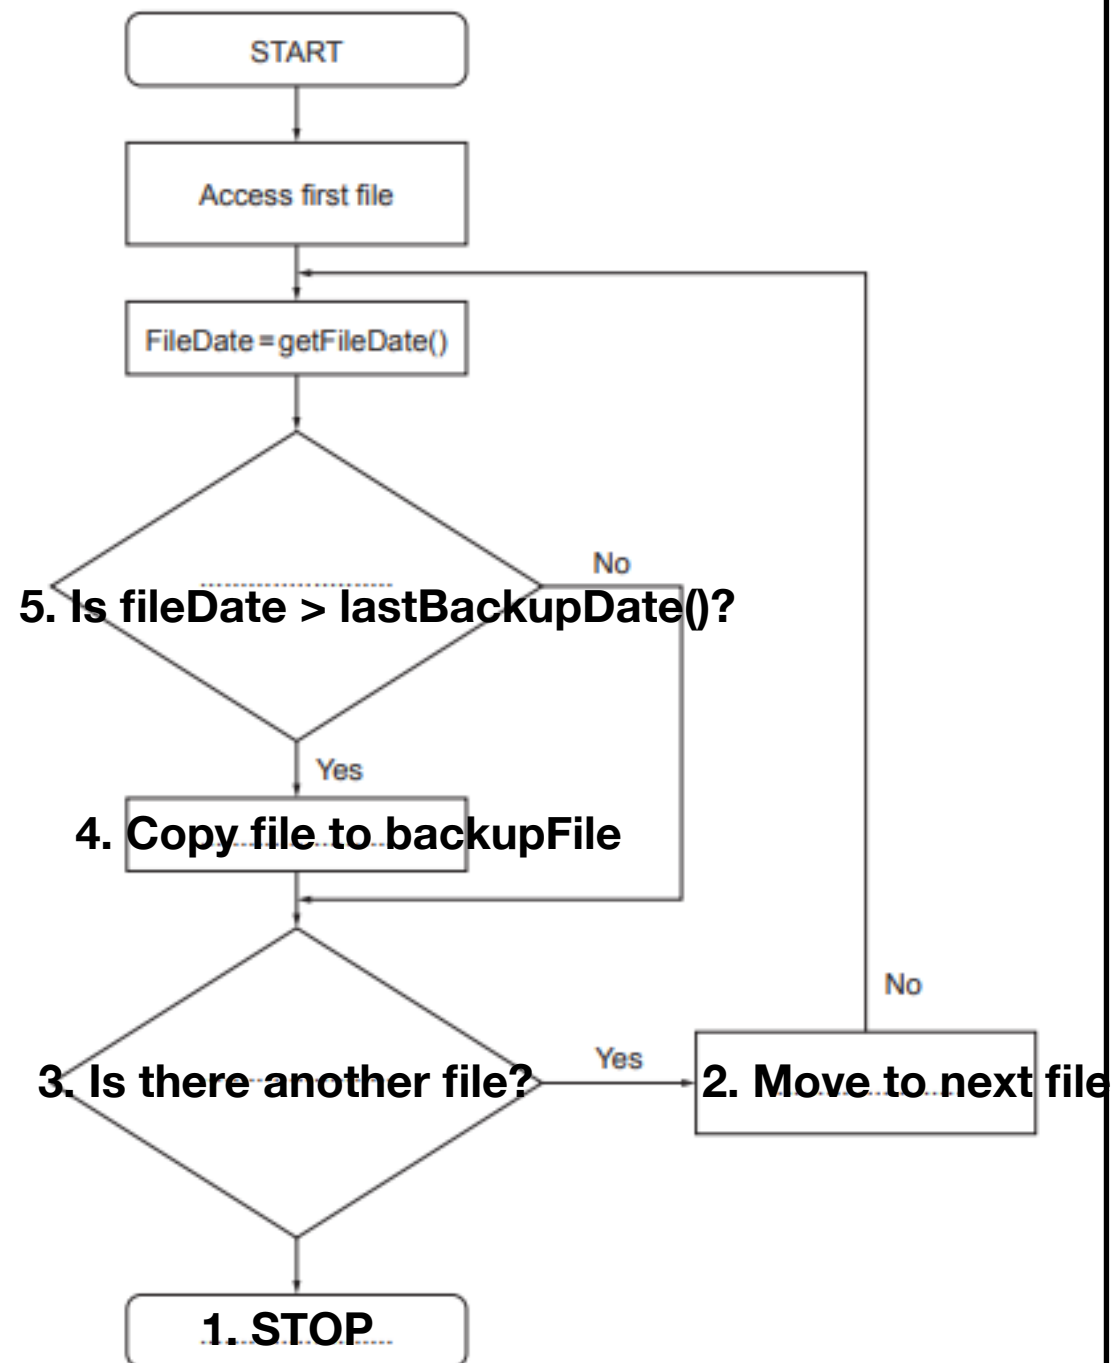 START
Access first file
FileDate = getFileDate()
No
5. Is fileDate > lastBackupDate()?
Yes
4. Copy file to backupFile
No
Yes
3. Is there another file?
2. Move to next file
1. STOP